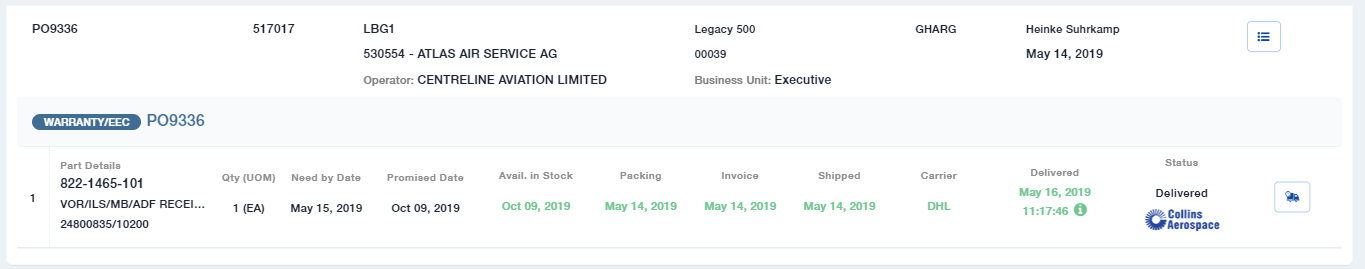 PO9336 517017 LBG1 Legacy 500 GHARG Heinke Suhrkamp
530554 - ATLAS AIR SERVICE AG 00039 May 14, 2019
Operator: CENTRELINE AVIATION LIMITED Business Unit: Executive
WARRANTY/EEC PO9336
1
Part Details
822-1465-101
VOR/ILS/MB/ADF RECEI...
24800835/10200
Qty (UOM)
1 (EA)
Need by Date
May 15, 2019
Promised Date
Oct 09, 2019
Avail. in Stock
Oct 09, 2019
Packing
May 14, 2019
Invoice
May 14, 2019
Shipped
May 14, 2019
Carrier
DHL
Delivered
May 16, 2019
11:17:46
Status
Delivered
Collins
Aerospace